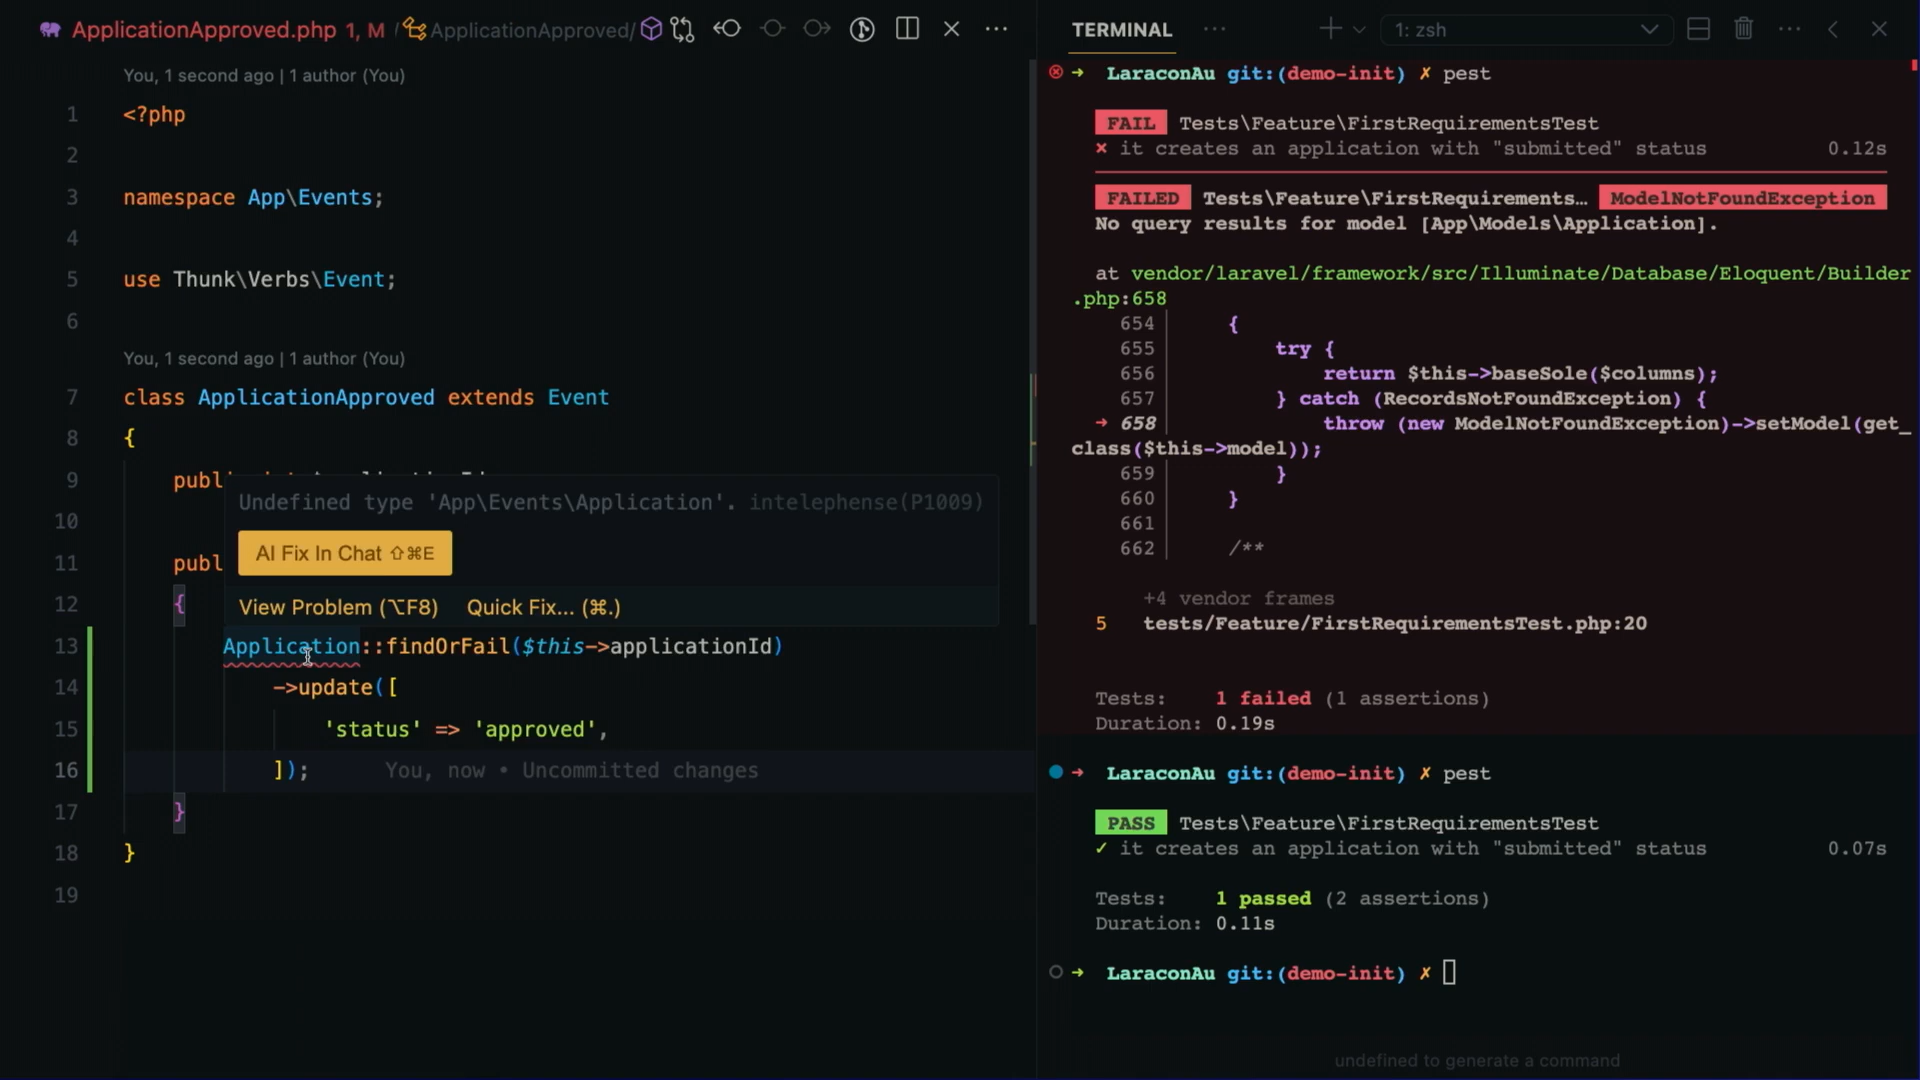 ApplicationApproved.php 1, M / ApplicationApproved/
You, 1 second ago | 1 author (You)
1 <?php
2
3 namespace App\Events;
4
5 use Thunk\Verbs\Event;
6
You, 1 second ago | 1 author (You)
7 class ApplicationApproved extends Event
8 {
9 publ
Undefined type 'App\Events\Application'. intelephense(P1009)
10
AI Fix In Chat ⇧⌘E
11 publ
12 {
View Problem (⌥F8) Quick Fix... (⌘.)
13 Application::findOrFail($this->applicationId)
14 ->update([
15 'status' => 'approved',
16 ]); You, now • Uncommitted changes
17 }
18 }
19
TERMINAL ··· 1: zsh
➜ LaraconAu git:(demo-init) ✗ pest
FAIL Tests\Feature\FirstRequirementsTest
⨯ it creates an application with "submitted" status 0.12s
FAILED Tests\Feature\FirstRequirements… ModelNotFoundException
No query results for model [App\Models\Application].
at vendor/laravel/framework/src/Illuminate/Database/Eloquent/Builder
.php:658
654 {
655 try {
656 return $this->baseSole($columns);
657 } catch (RecordsNotFoundException) {
➜ 658 throw (new ModelNotFoundException)->setModel(get_
class($this->model));
659 }
660 }
661
662 /**
+4 vendor frames
5 tests/Feature/FirstRequirementsTest.php:20
Tests: 1 failed (1 assertions)
Duration: 0.19s
➜ LaraconAu git:(demo-init) ✗ pest
PASS Tests\Feature\FirstRequirementsTest
✓ it creates an application with "submitted" status 0.07s
Tests: 1 passed (2 assertions)
Duration: 0.11s
➜ LaraconAu git:(demo-init) ✗
undefined to generate a command